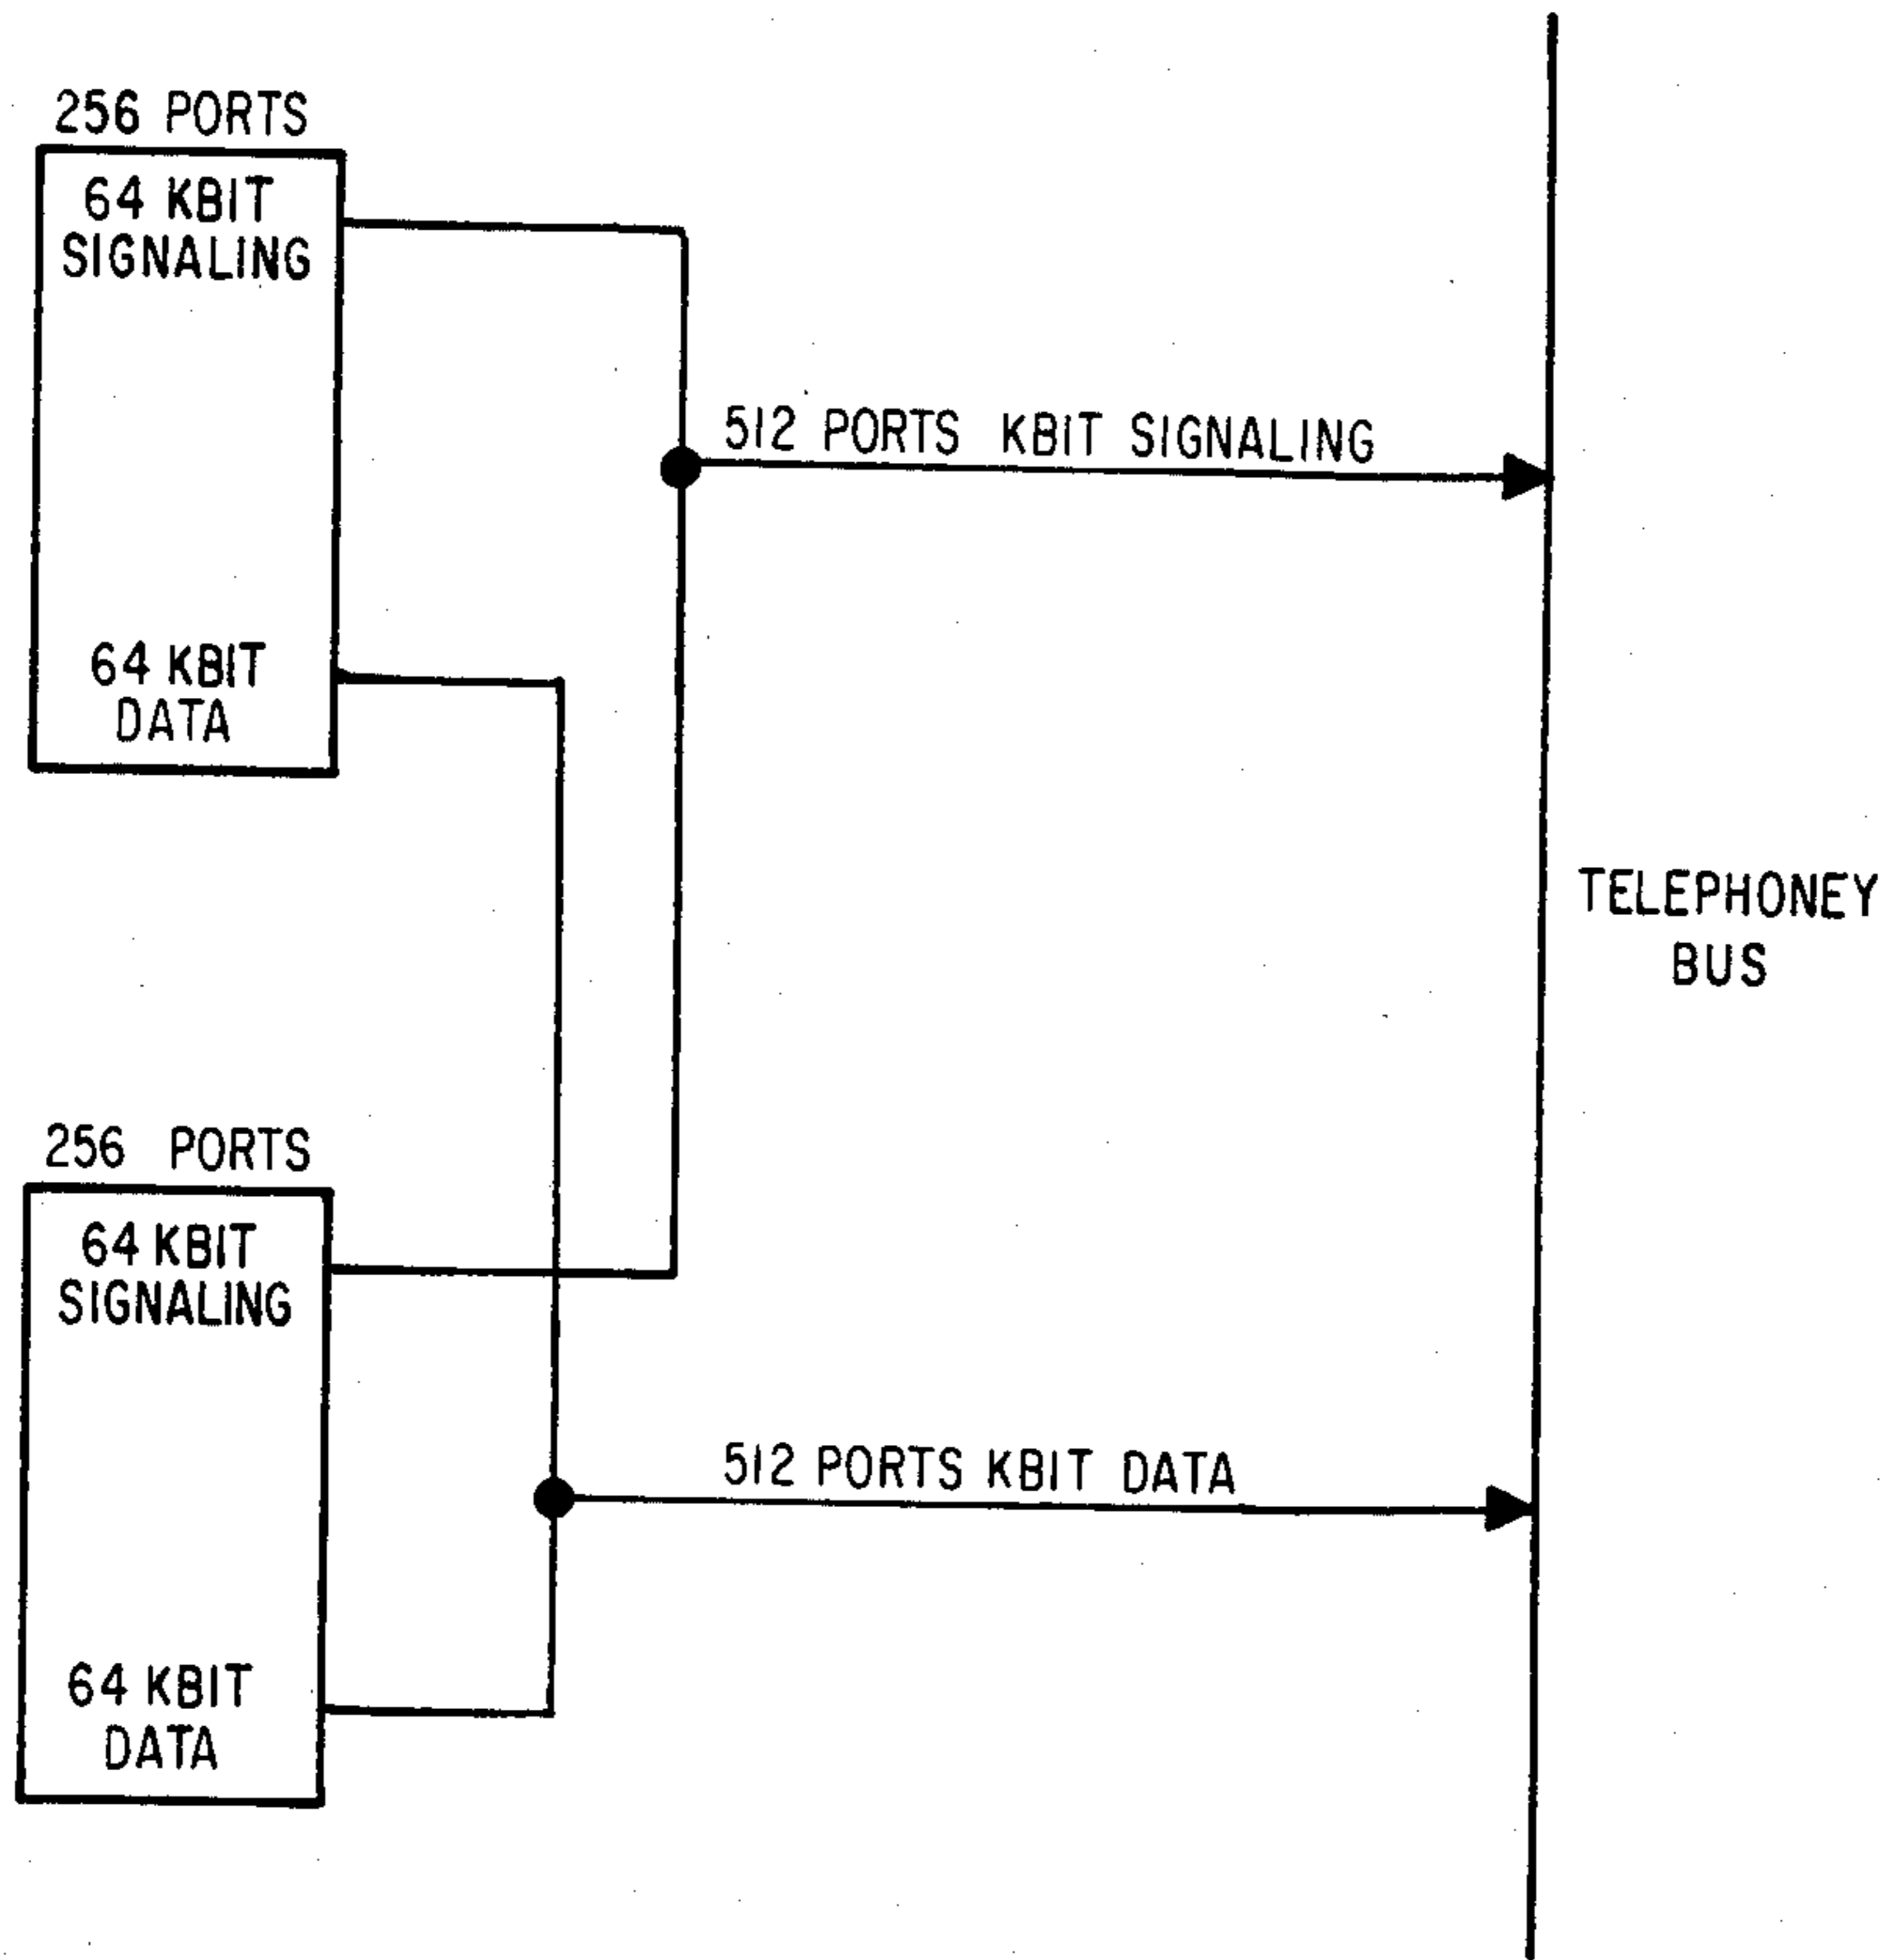 256 PORTS
64 KBIT
SIGNALING
64 KBIT
DATA
512 PORTS KBIT SIGNALING
TELEPHONEY
BUS
256 PORTS
64 KBIT
SIGNALING
64 KBIT
DATA
512 PORTS KBIT DATA